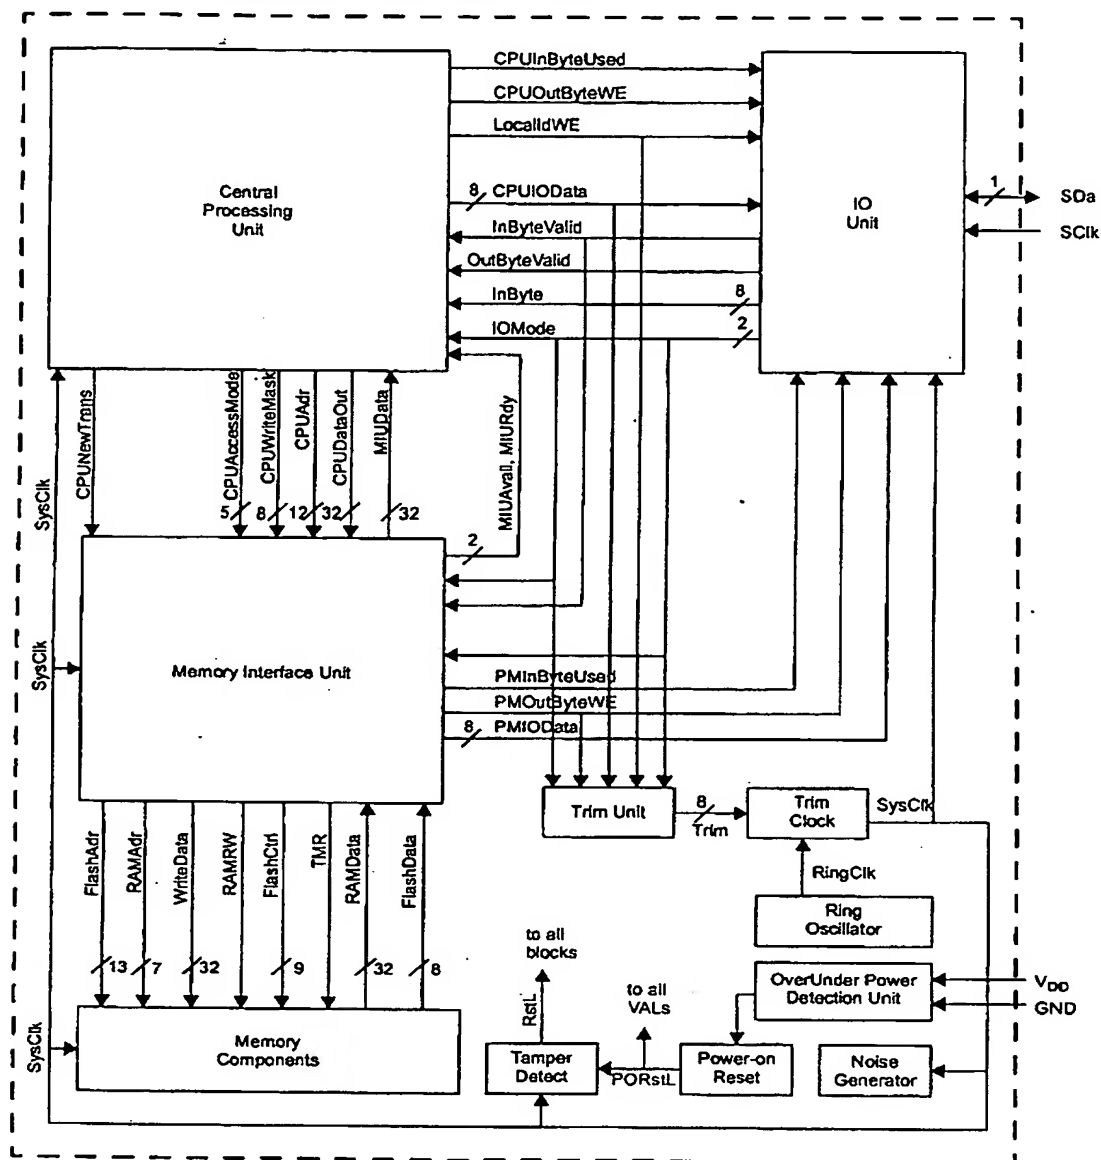 CPUInByteUsed
CPUOutByteWE
LocalIdWE
8 CPUIOData
InByteValid
OutByteValid
InByte 8
IOMode 2
Central
Processing
Unit
IO
Unit
1 SDa
SClk
SysClk
CPUNewTrans
CPUAccessMode
CPUWriteMask
CPUAdr
CPUDataOut
MIUData
MIUAvail, MIURdy
5 8 12 32 32
2
SysClk
Memory Interface Unit
PMInByteUsed
PMOutByteWE
8 PMIOData
Trim Unit
8
Trim
Trim
Clock
SysClk
RingClk
Ring
Oscillator
FlashAdr
RAMAdr
WriteData
RAMRW
FlashCtrl
TMR
RAMData
FlashData
13 7 32 9 32 8
SysClk
Memory
Components
to all
blocks
RstL
to all
VALs
Tamper
Detect
PORstL
Power-on
Reset
OverUnder Power
Detection Unit
VDD
GND
Noise
Generator